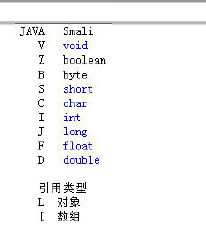 JAVA Smali
V void
Z boolean
B byte
S short
C char
I int
J long
F float
D double
引用类型
L 对象
[ 数组